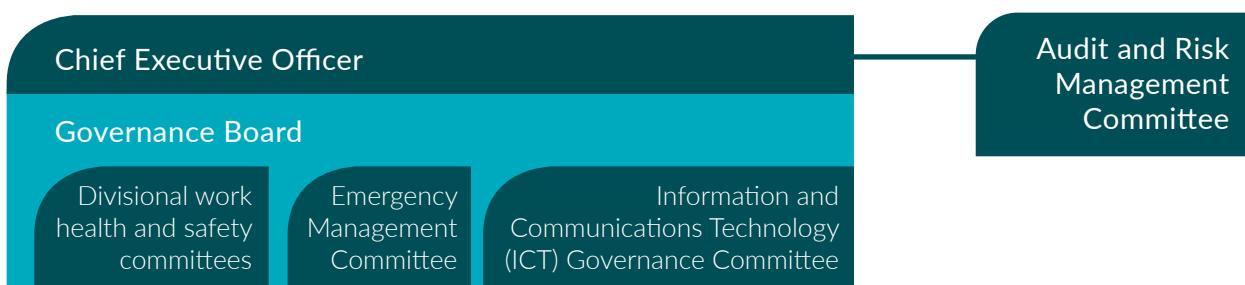 Chief Executive Officer
Audit and Risk
Management
Committee
Governance Board
Divisional work
health and safety
committees
Emergency
Management
Committee
Information and
Communications Technology
(ICT) Governance Committee